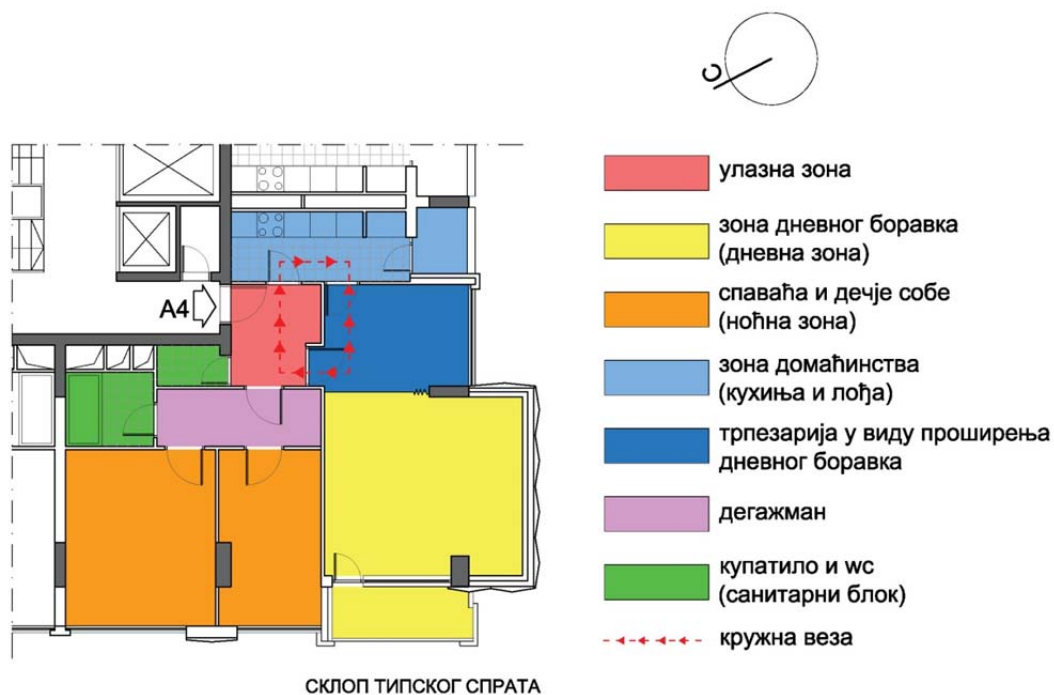 С
улазна зона
зона дневног боравка
(дневна зона)
A4
спаваћа и дечје собе
(ноћна зона)
зона домаћинства
(кухиња и лођа)
трпезарија у виду проширења
дневног боравка
дегажман
купатило и wc
(санитарни блок)
кружна веза
СКЛОП ТИПСКОГ СПРАТА